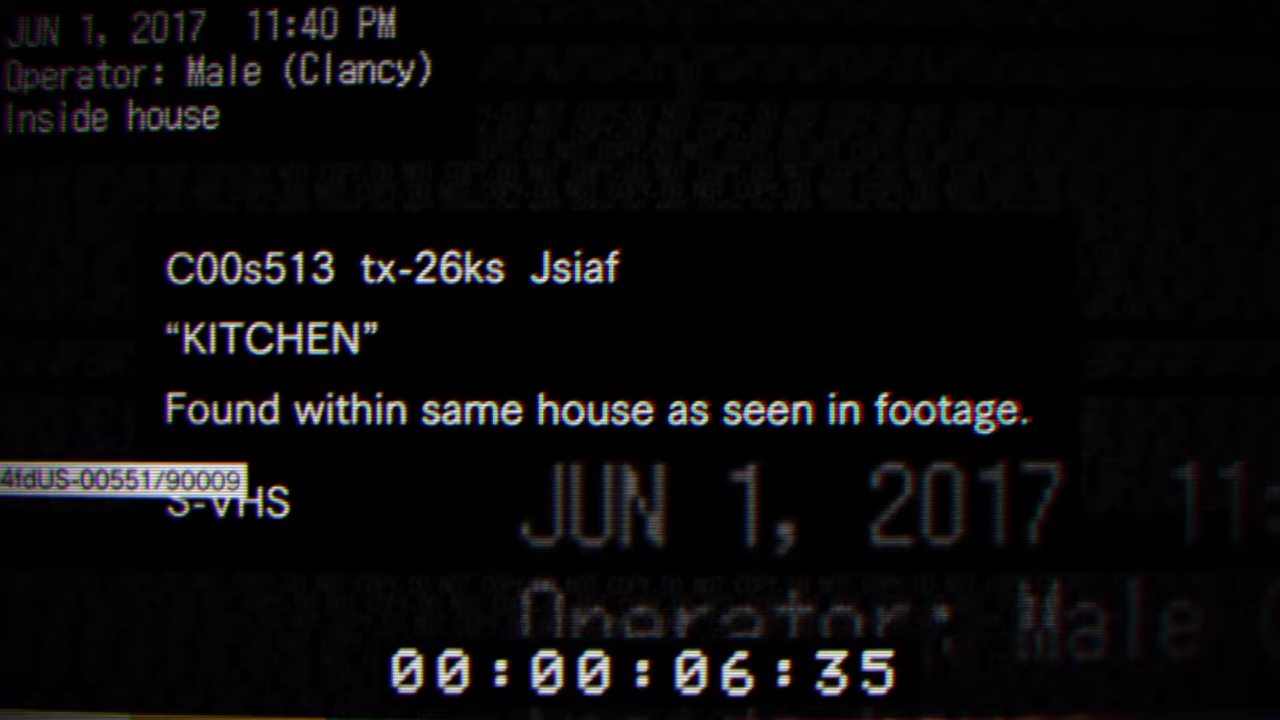 JUN 1, 2017 11:40 PM
Operator: Male (Clancy)
Inside house
C00s513 tx-26ks Jsiaf
“KITCHEN”
Found within same house as seen in footage.
4fdUS-00551/90009
S-VHS
JUN 1, 2017 11:
Operator: Male
00:00:06:35